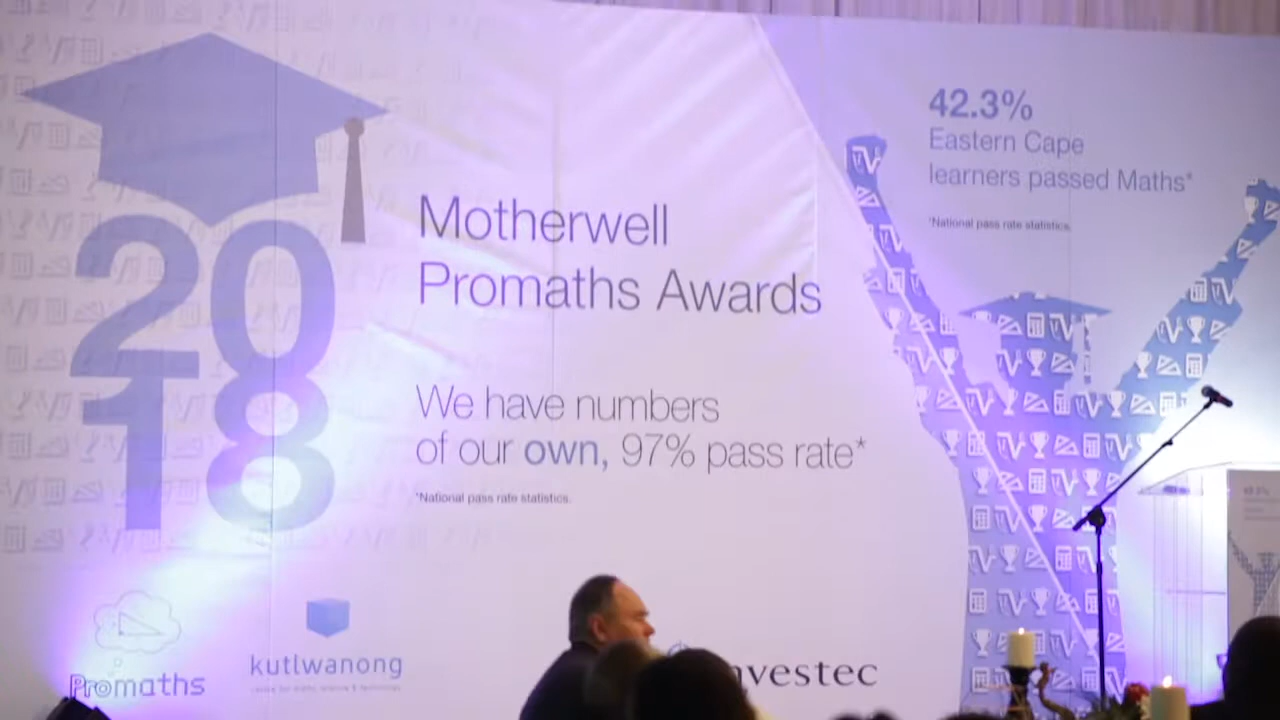 2018
Motherwell
Promaths Awards
We have numbers
of our own, 97% pass rate*
*National pass rate statistics.
42.3%
Eastern Cape
learners passed Maths*
*National pass rate statistics.
Promaths
kutlwanong
nvestec